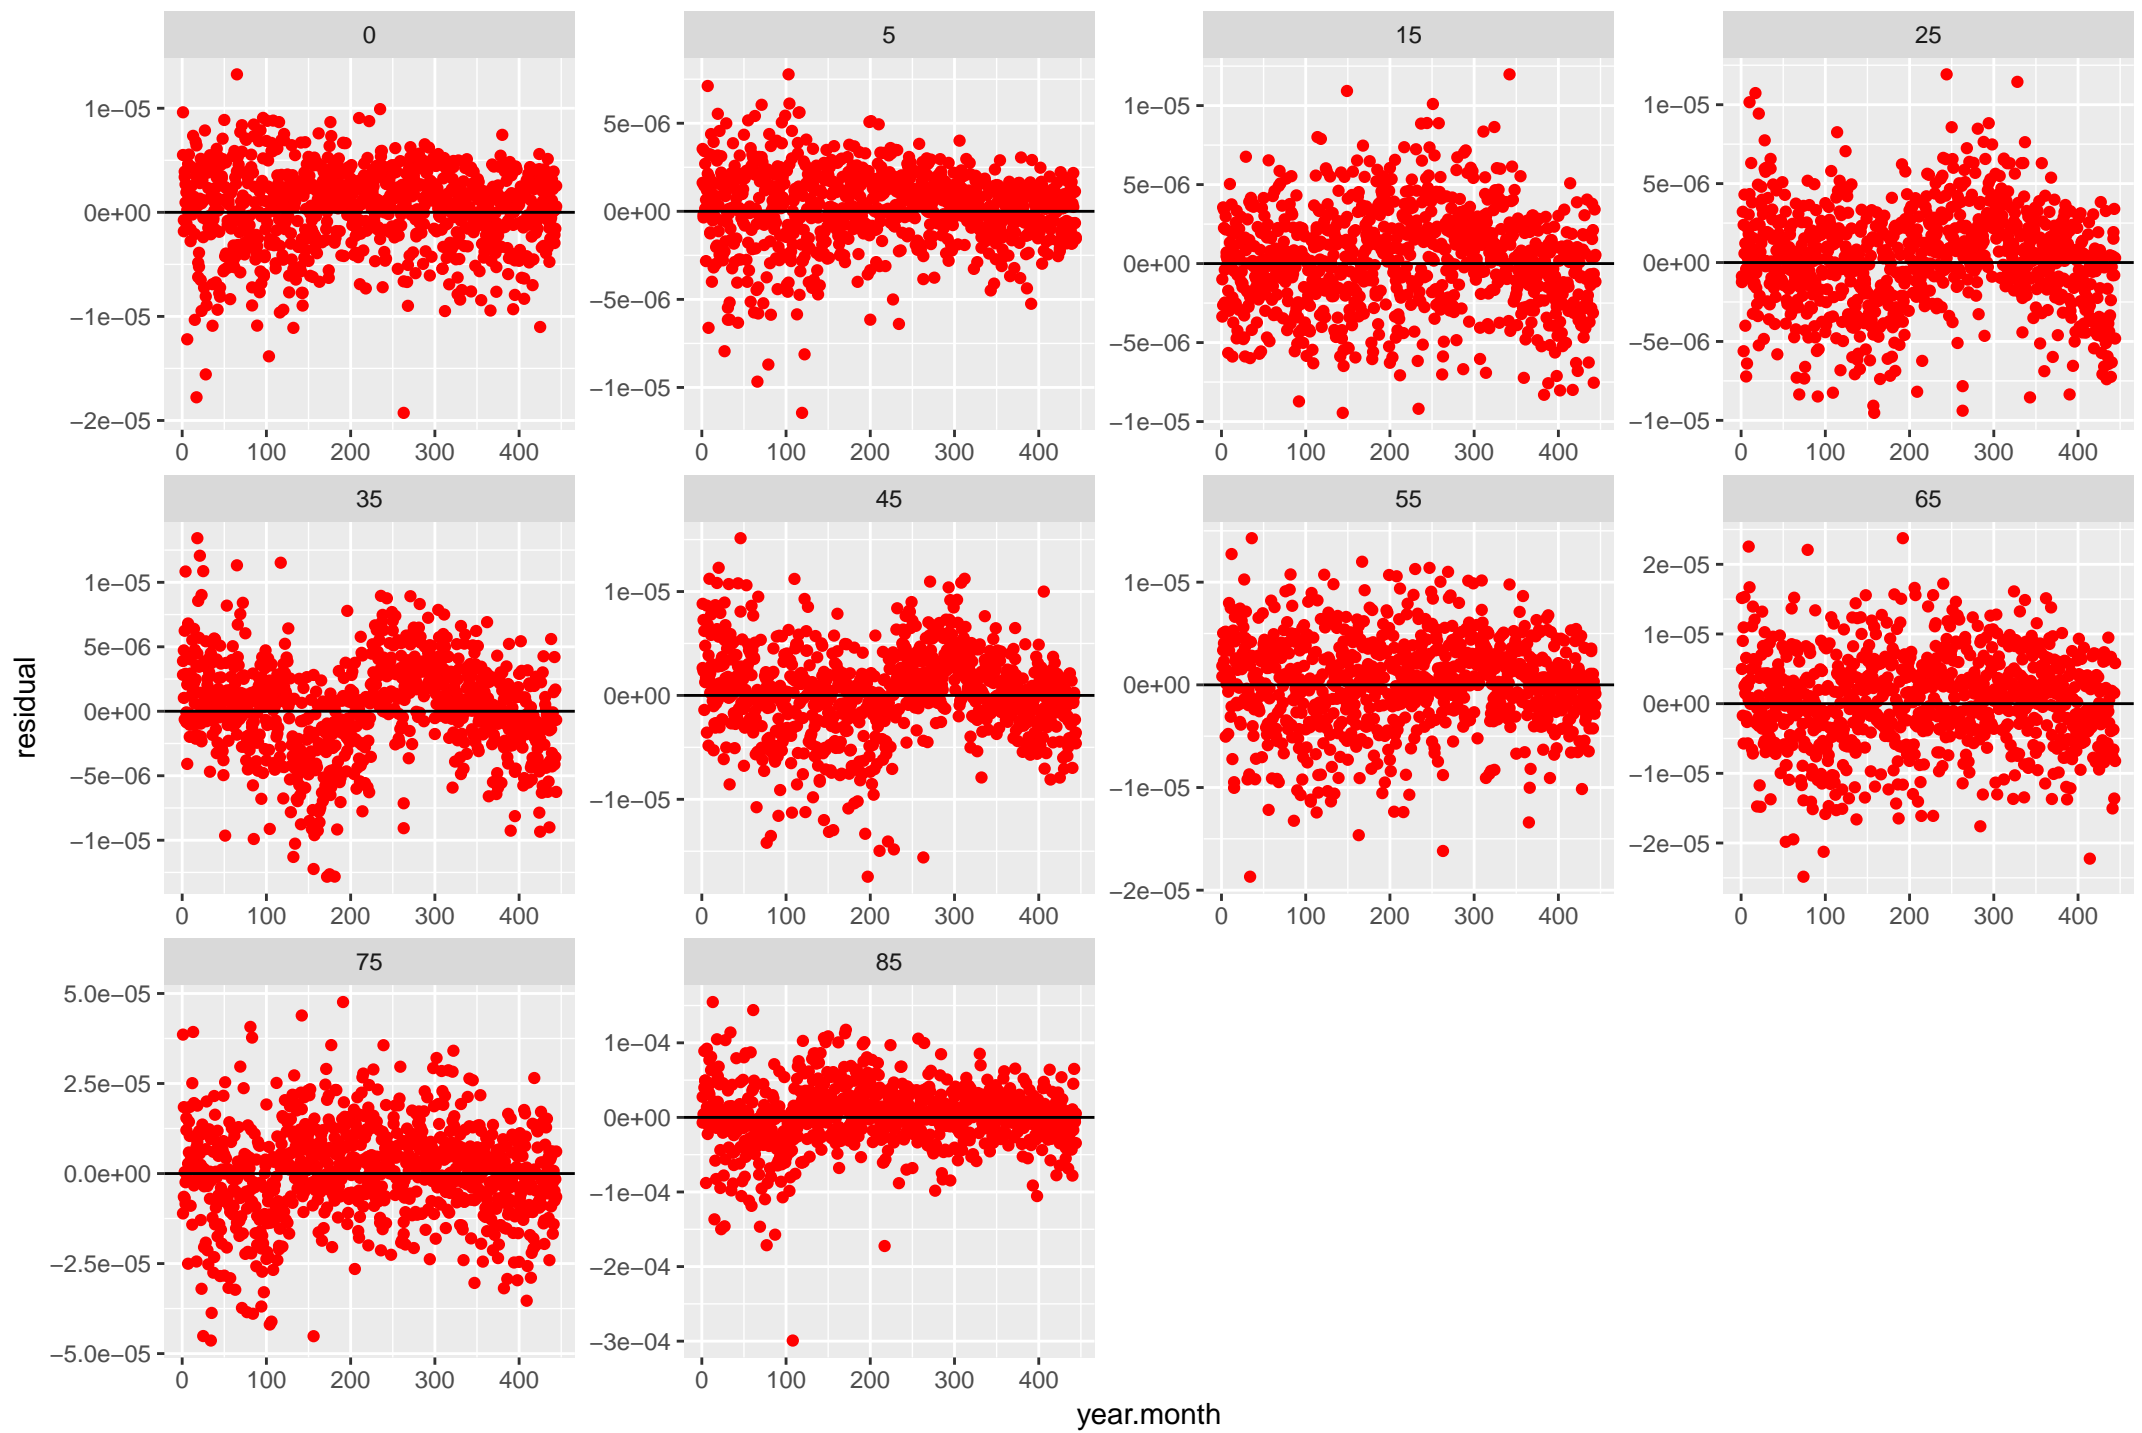 0 5 15 25
1e−05
0e+00
−1e−05
−2e−05
5e−06
0e+00
−5e−06
−1e−05
1e−05
5e−06
0e+00
−5e−06
−1e−05
1e−05
5e−06
0e+00
−5e−06
−1e−05
0 100 200 300 400 0 100 200 300 400 0 100 200 300 400 0 100 200 300 400
35 45 55 65
residual
1e−05
5e−06
0e+00
−5e−06
−1e−05
1e−05
0e+00
−1e−05
1e−05
0e+00
−1e−05
−2e−05
2e−05
1e−05
0e+00
−1e−05
−2e−05
0 100 200 300 400 0 100 200 300 400 0 100 200 300 400 0 100 200 300 400
75 85
5.0e−05
2.5e−05
0.0e+00
−2.5e−05
−5.0e−05
1e−04
0e+00
−1e−04
−2e−04
−3e−04
0 100 200 300 400 0 100 200 300 400
year.month